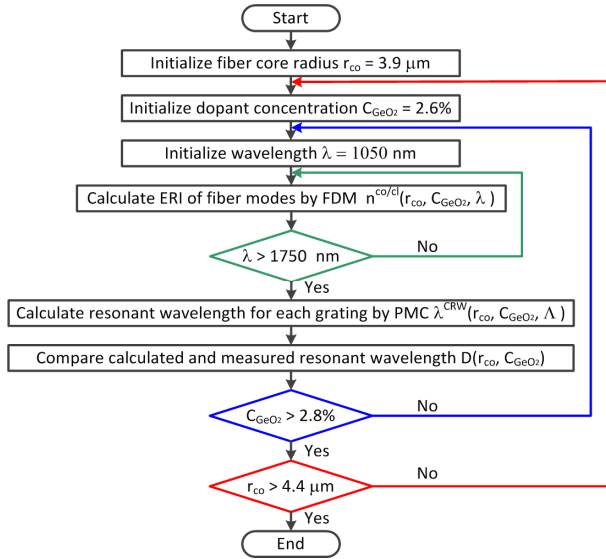 Start
Initialize fiber core radius r_co = 3.9 μm
Initialize dopant concentration C_GeO₂ = 2.6%
Initialize wavelength λ = 1050 nm
Calculate ERI of fiber modes by FDM n^co/cl(r_co, C_GeO₂, λ )
λ > 1750 nm
No
Yes
Calculate resonant wavelength for each grating by PMC λ^CRW(r_co, C_GeO₂, Λ )
Compare calculated and measured resonant wavelength D(r_co, C_GeO₂)
C_GeO₂ > 2.8%
No
Yes
r_co > 4.4 μm
No
Yes
End